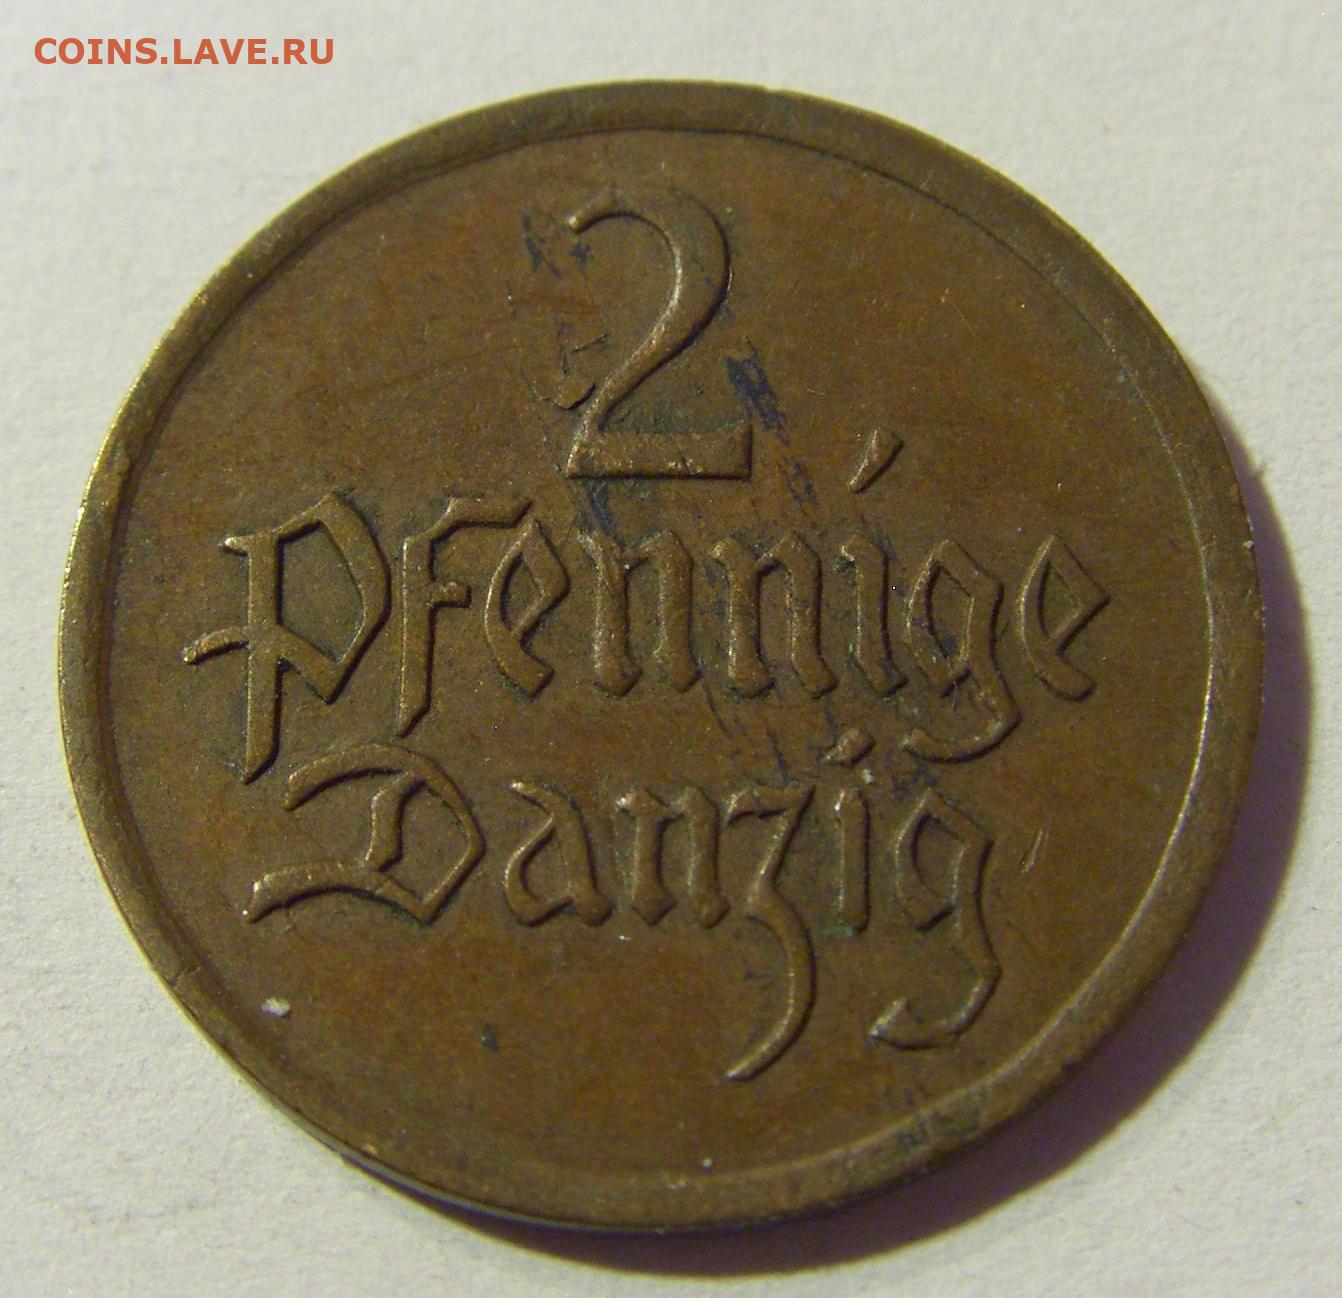 COINS.LAVE.RU
2
Pfennige
Danzig